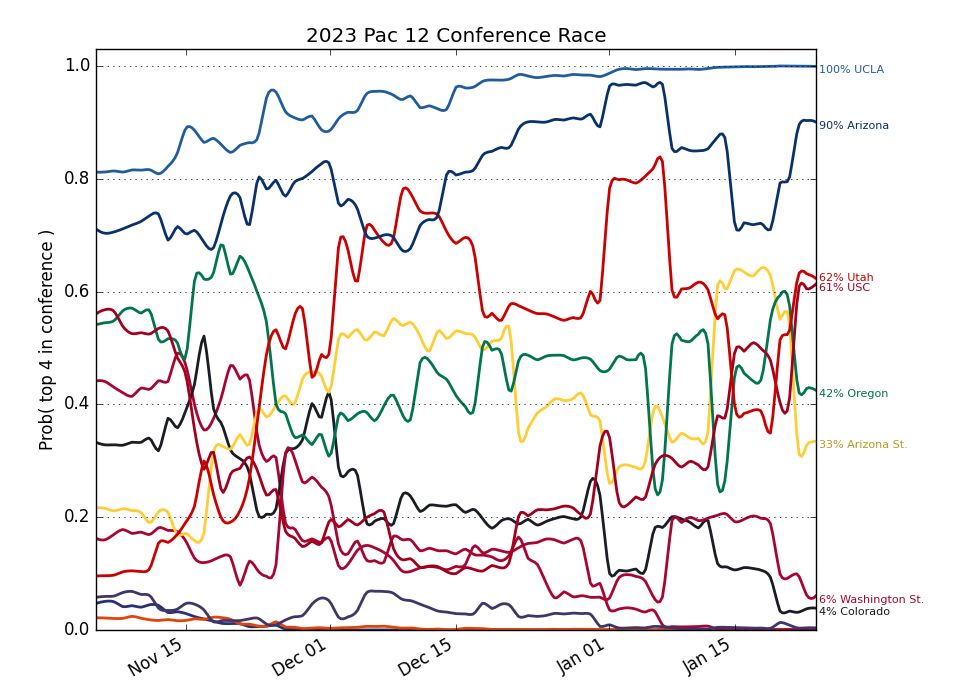 2023 Pac 12 Conference Race
Prob( top 4 in conference )
1.0
0.8
0.6
0.4
0.2
0.0
Nov 15
Dec 01
Dec 15
Jan 01
Jan 15
100% UCLA
90% Arizona
62% Utah
61% USC
42% Oregon
33% Arizona St.
6% Washington St.
4% Colorado